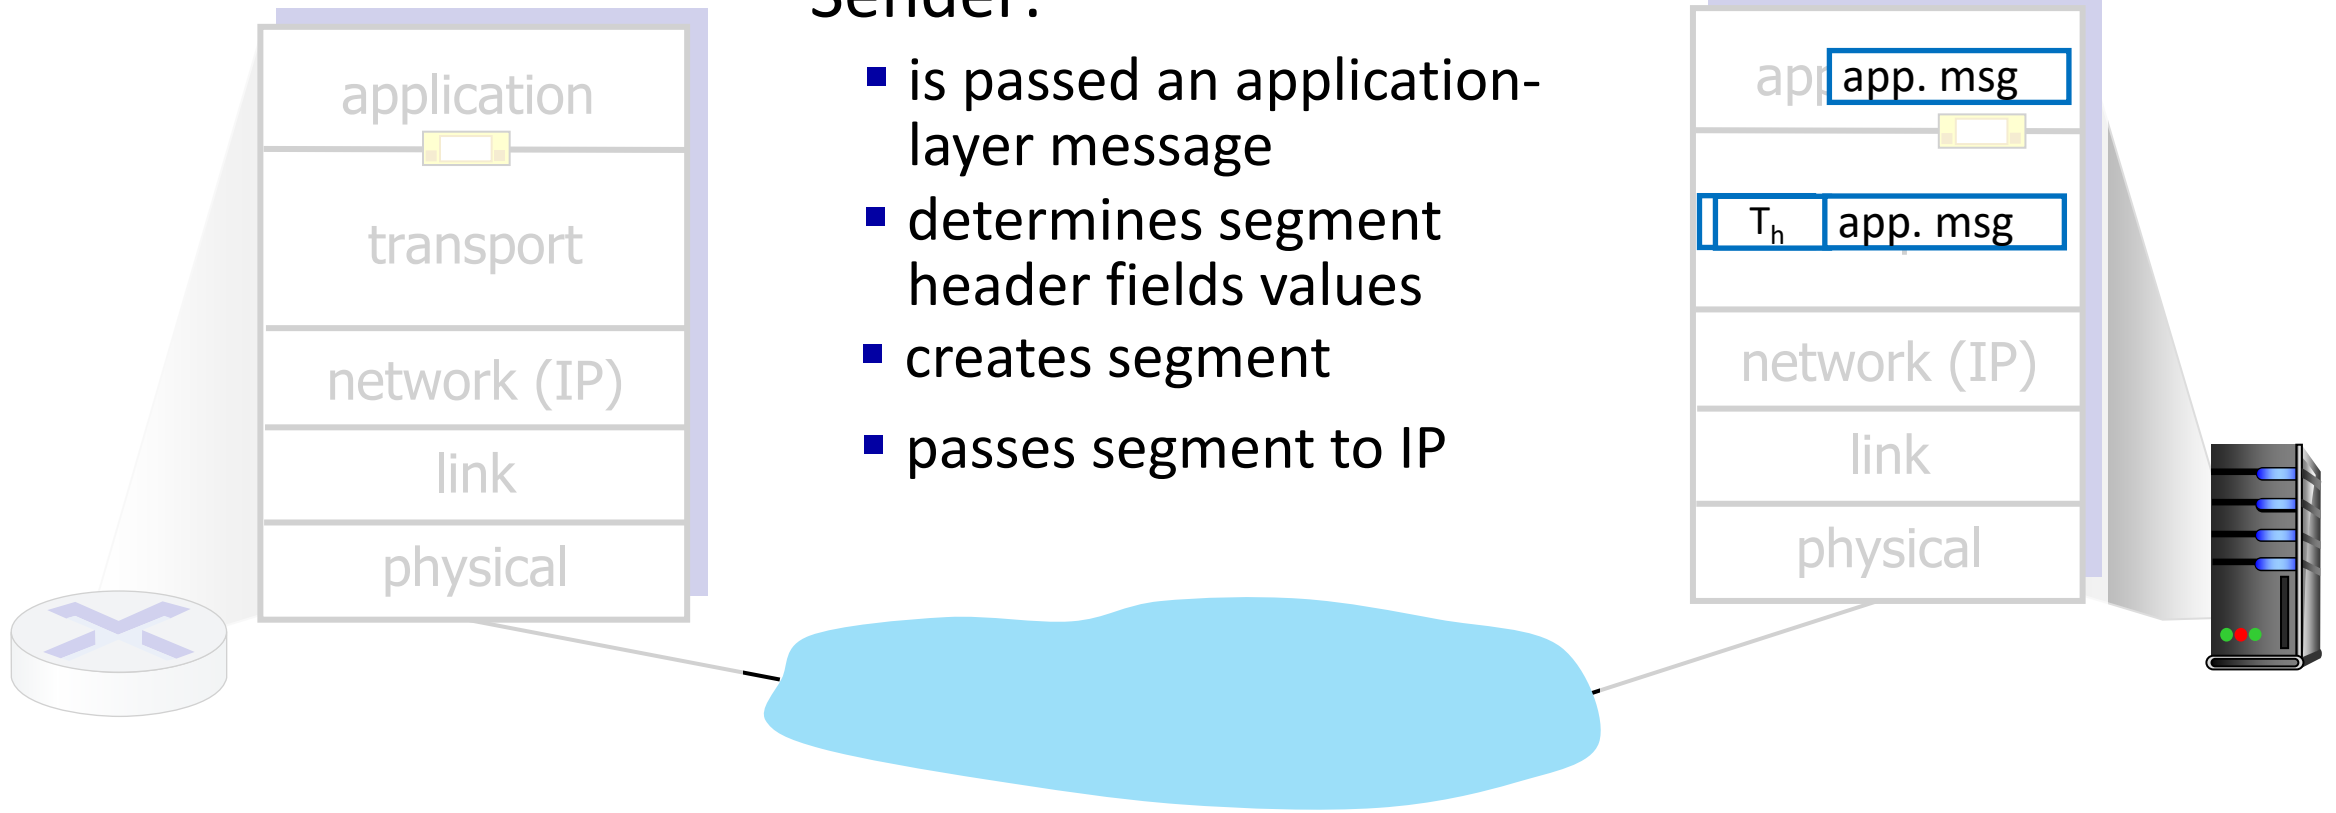 Sender:
application
transport
network (IP)
link
physical
is passed an application-
layer message
determines segment
header fields values
creates segment
passes segment to IP
app. msg
Th app. msg
network (IP)
link
physical